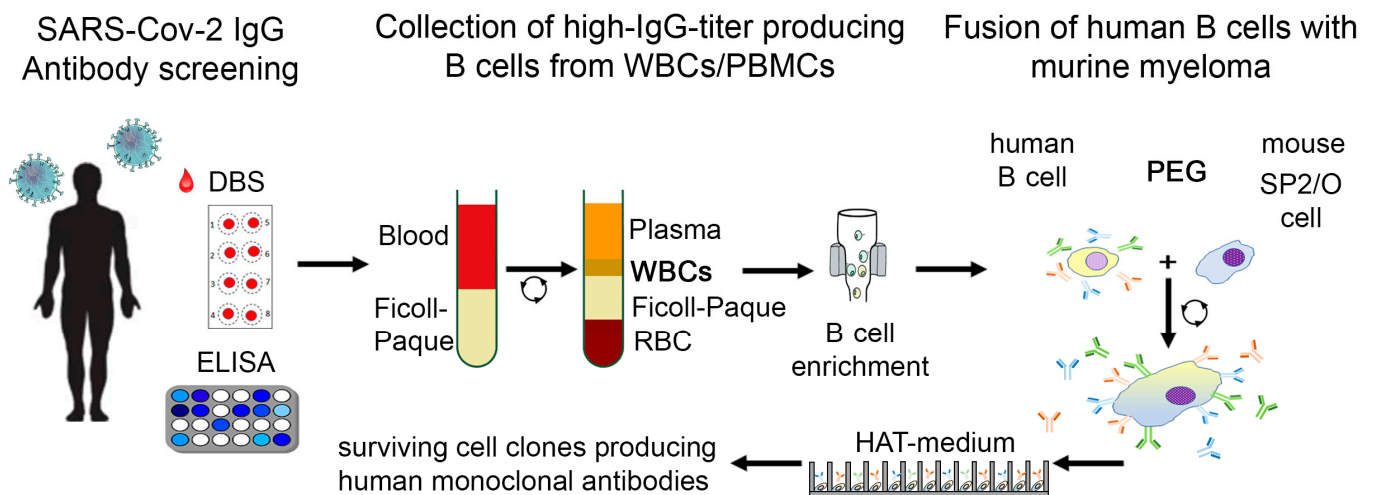 SARS-Cov-2 IgG
Antibody screening
Collection of high-IgG-titer producing
B cells from WBCs/PBMCs
Fusion of human B cells with
murine myeloma
DBS
1 5
2 6
3 7
4 8
ELISA
Blood
Ficoll-
Paque
Plasma
WBCs
Ficoll-Paque
RBC
B cell
enrichment
human
B cell
PEG
mouse
SP2/O
cell
+
HAT-medium
surviving cell clones producing
human monoclonal antibodies